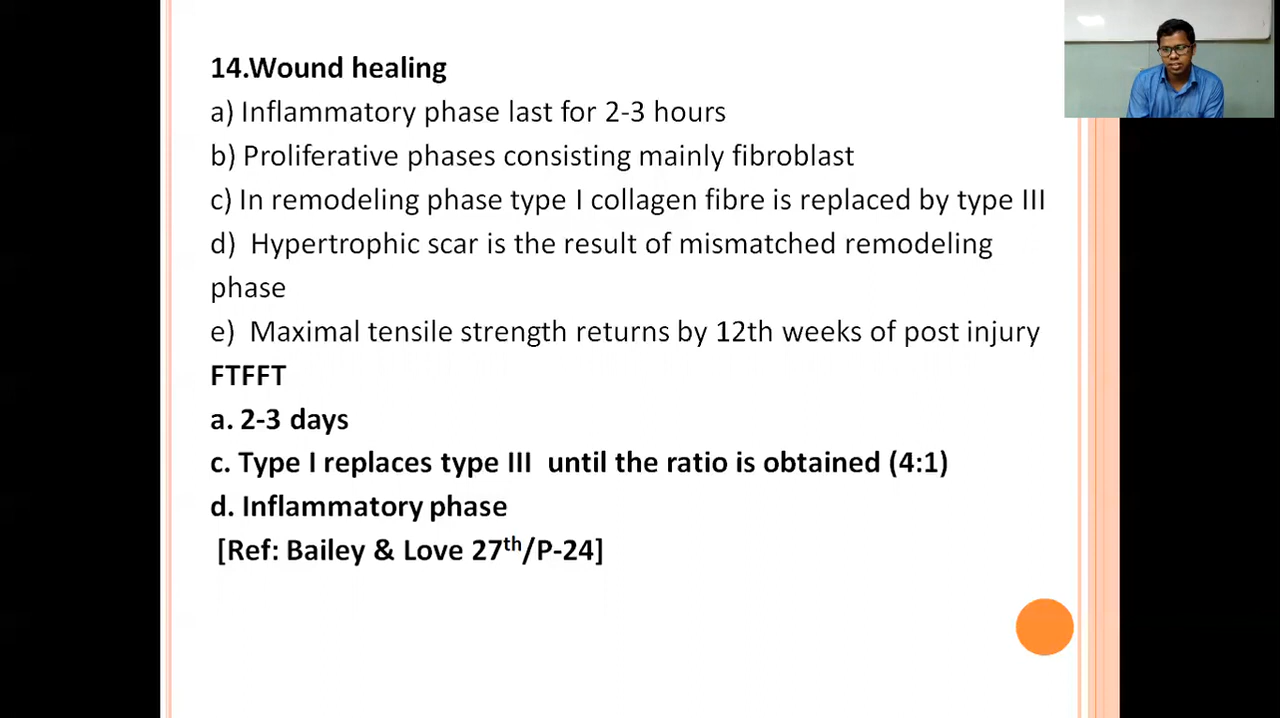 14.Wound healing
a) Inflammatory phase last for 2-3 hours
b) Proliferative phases consisting mainly fibroblast
c) In remodeling phase type I collagen fibre is replaced by type III
d) Hypertrophic scar is the result of mismatched remodeling
phase
e) Maximal tensile strength returns by 12th weeks of post injury
FTFFT
a. 2-3 days
c. Type I replaces type III until the ratio is obtained (4:1)
d. Inflammatory phase
[Ref: Bailey & Love 27th/P-24]